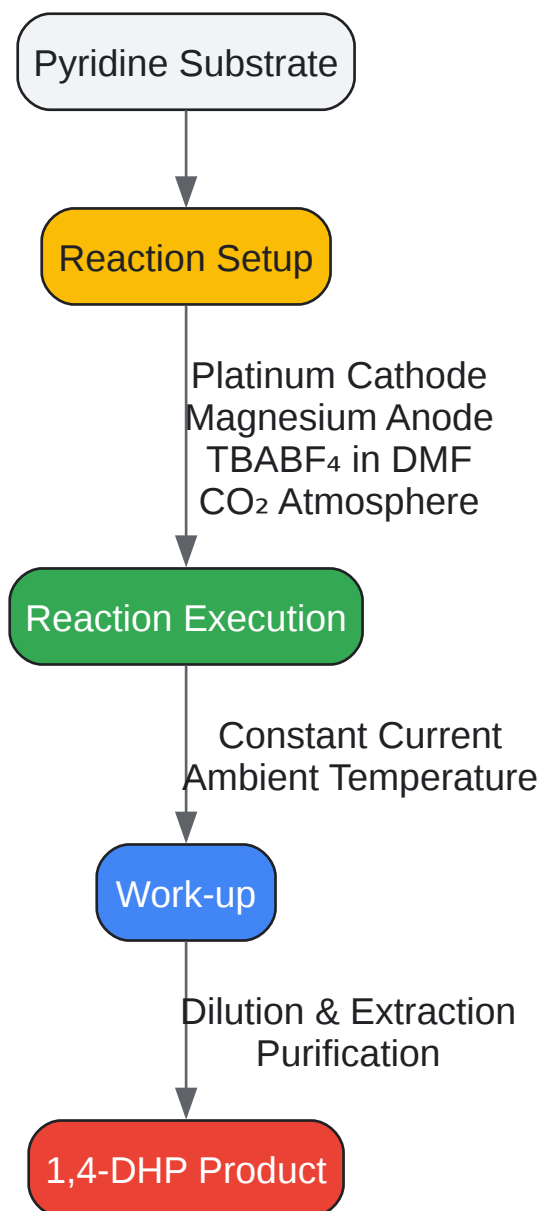 Pyridine Substrate
Reaction Setup
Platinum Cathode
Magnesium Anode
TBABF₄ in DMF
CO₂ Atmosphere
Reaction Execution
Constant Current
Ambient Temperature
Work-up
Dilution & Extraction
Purification
1,4-DHP Product